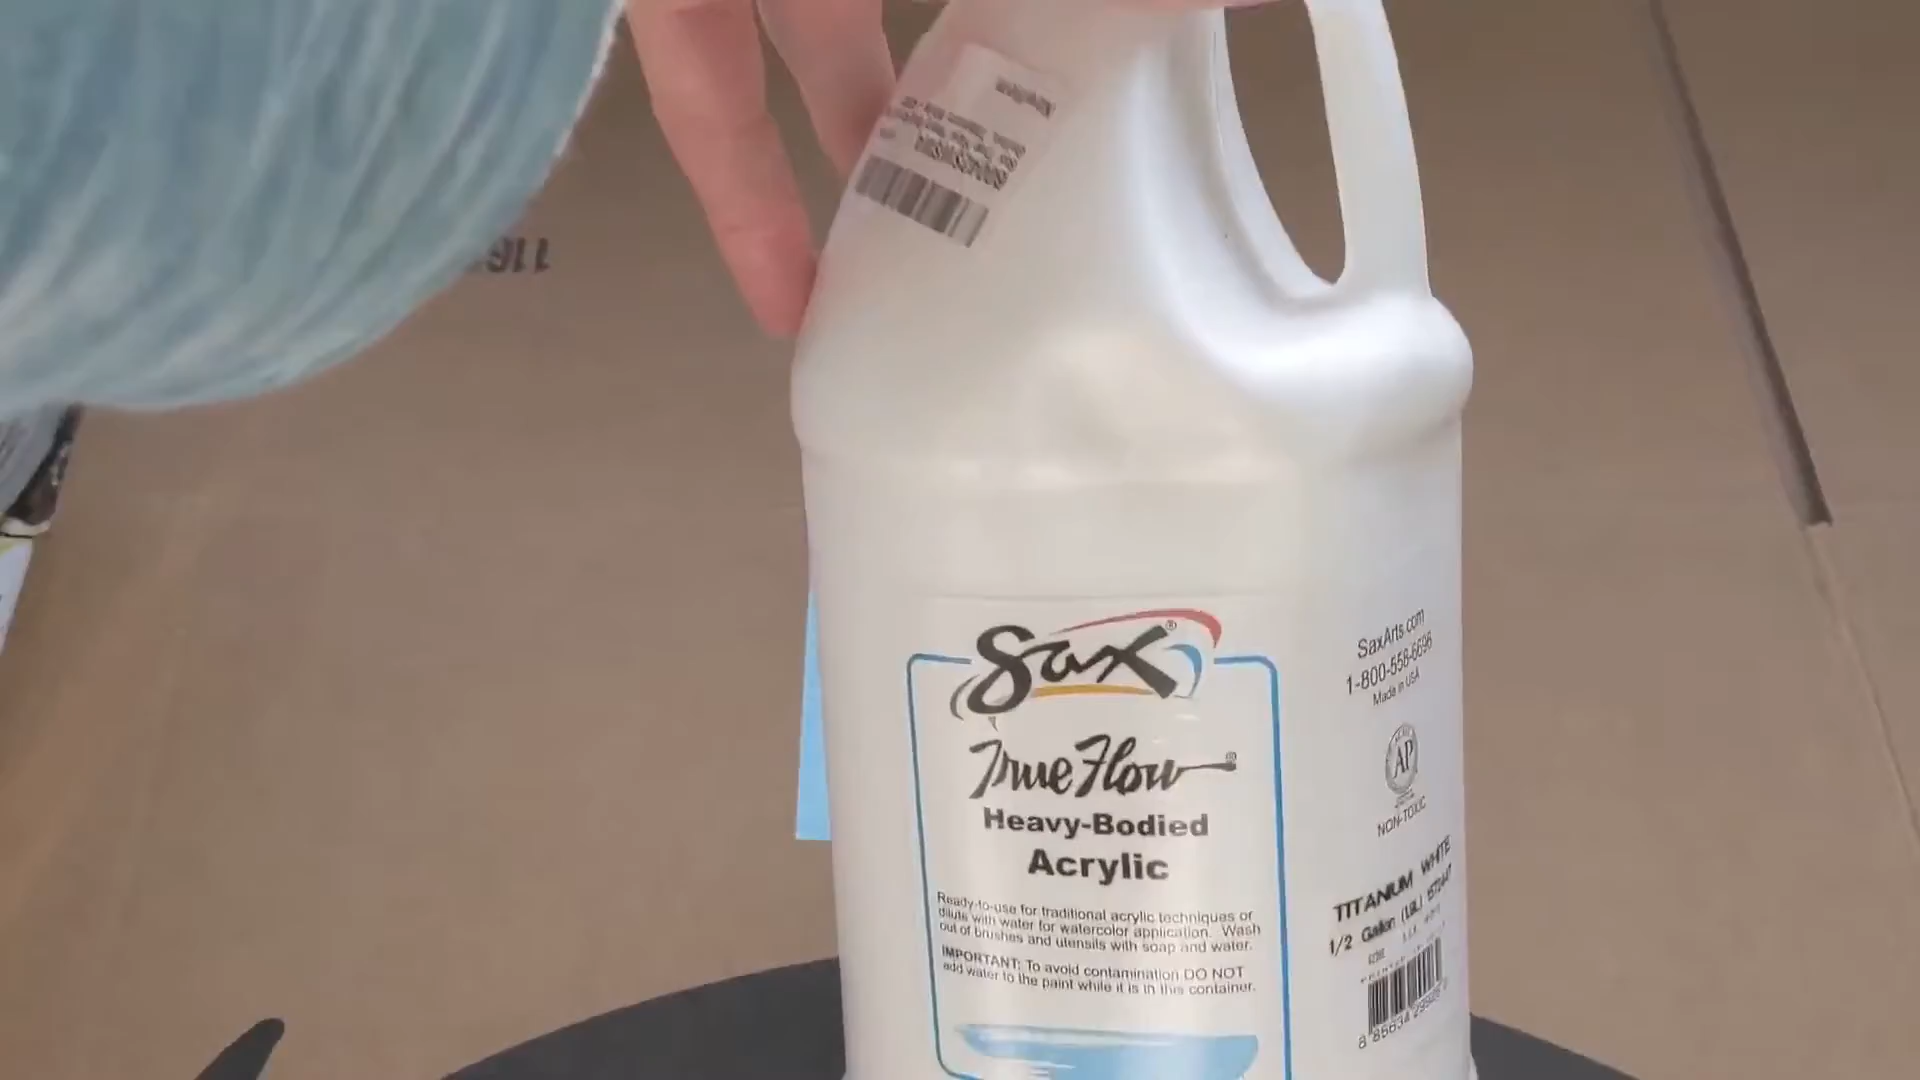 Sax®
True Flow®
Heavy-Bodied
Acrylic
Ready-to-use for traditional acrylic techniques or
dilute with water for watercolor application. Wash
out of brushes and utensils with soap and water.
IMPORTANT: To avoid contamination DO NOT
add water to the paint while it is in this container.
SaxArts.com
1-800-558-6696
Made in USA
AP
NON-TOXIC
TITANIUM WHITE
1/2 Gallon